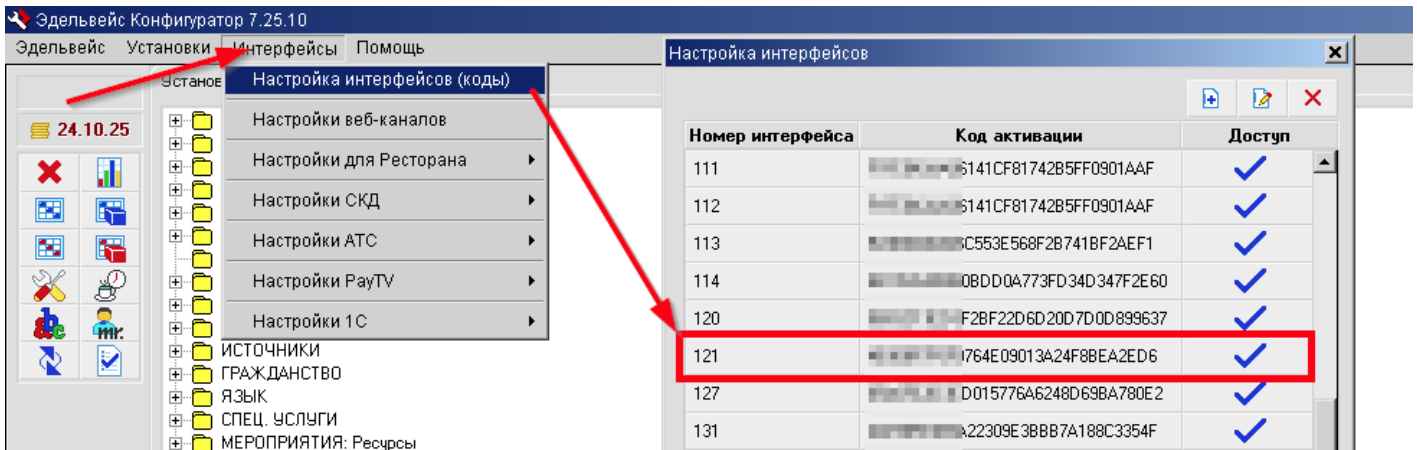 Эдельвейс Конфигуратор 7.25.10
Эдельвейс Установки Интерфейсы Помощь
Настройка интерфейсов
Настройка интерфейсов (коды)
Настройки веб-каналов
Настройки для Ресторана
Настройки СКД
Настройки АТС
Настройки PayTV
Настройки 1С
24.10.25
mr.
ИСТОЧНИКИ
ГРАЖДАНСТВО
ЯЗЫК
СПЕЦ. УСЛУГИ
МЕРОПРИЯТИЯ: Ресурсы
Номер интерфейса Код активации Доступ
111 6141CF81742B5FF0901AAF
112 6141CF81742B5FF0901AAF
113 C553E568F2B741BF2AEF1
114 0BDD0A773FD34D347F2E60
120 F2BF22D6D20D7D0D899637
121 764E09013A24F8BEA2ED6
127 D015776A6248D69BA780E2
131 A22309E3BBB7A188C3354F